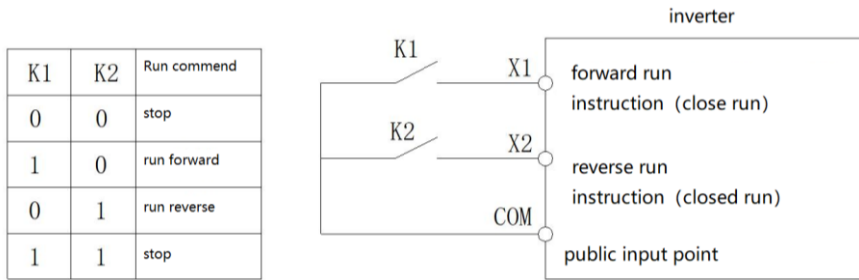 inverter
K1 K2 Run commend
0 0 stop
1 0 run forward
0 1 run reverse
1 1 stop
K1 X1 forward run
instruction (close run)
K2 X2
reverse run
instruction (closed run)
COM
public input point